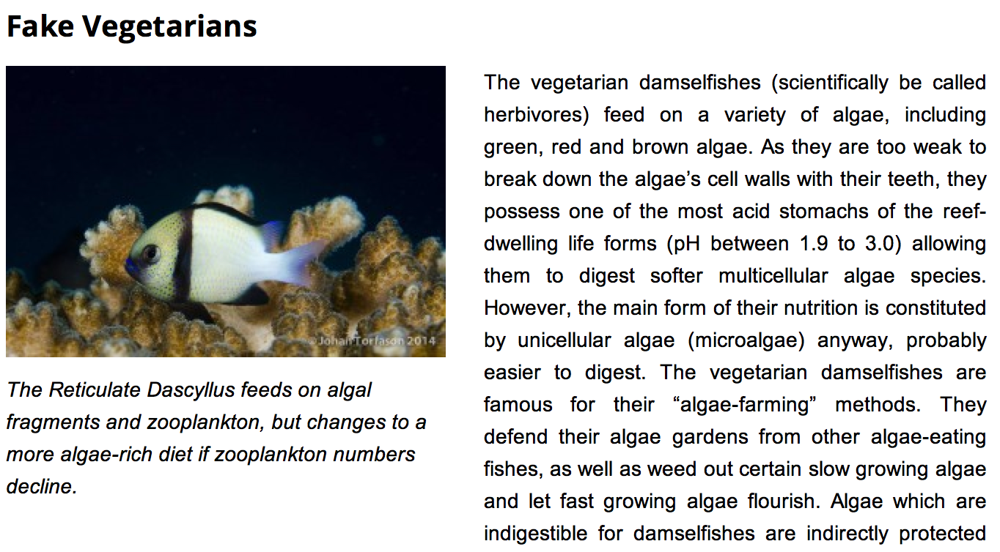 Fake Vegetarians
©Johan Torfason 2014
The Reticulate Dascyllus feeds on algal
fragments and zooplankton, but changes to a
more algae-rich diet if zooplankton numbers
decline.
The vegetarian damselfishes (scientifically be called
herbivores) feed on a variety of algae, including
green, red and brown algae. As they are too weak to
break down the algae’s cell walls with their teeth, they
possess one of the most acid stomachs of the reef-
dwelling life forms (pH between 1.9 to 3.0) allowing
them to digest softer multicellular algae species.
However, the main form of their nutrition is constituted
by unicellular algae (microalgae) anyway, probably
easier to digest. The vegetarian damselfishes are
famous for their “algae-farming” methods. They
defend their algae gardens from other algae-eating
fishes, as well as weed out certain slow growing algae
and let fast growing algae flourish. Algae which are
indigestible for damselfishes are indirectly protected